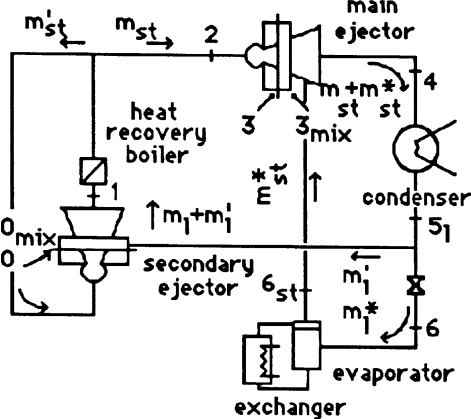 main
ejector
m'st
mst
2
4
m+m*
st st
3
3mix
heat
recovery
boiler
m*st
condenser
1
0mix
0
m1+m'1
51
secondary
ejector
6st
m'1
m1*
6
evaporator
exchanger